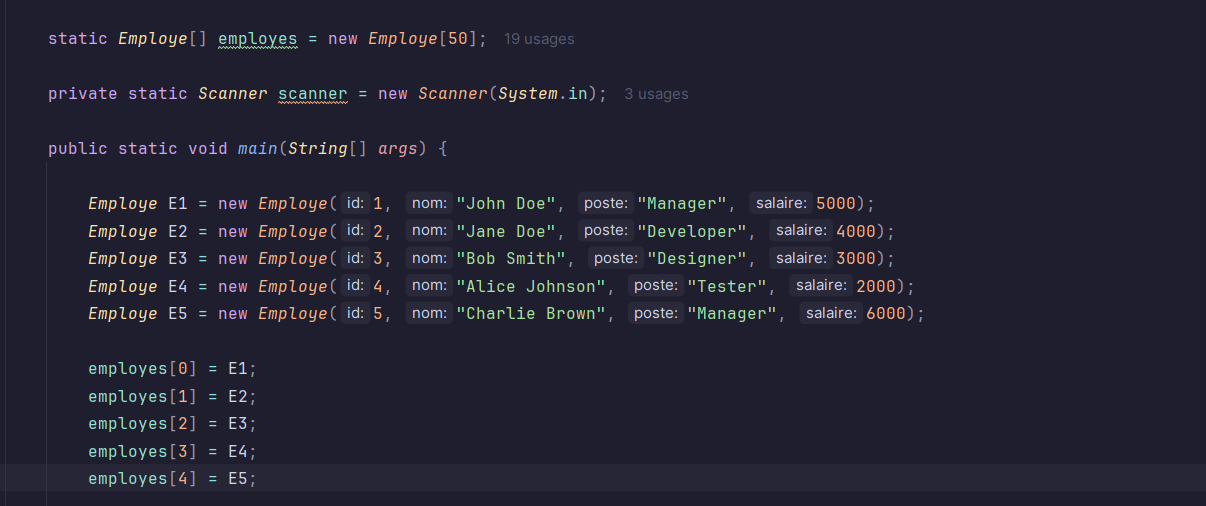 static Employe[] employes = new Employe[50]; 19 usages
private static Scanner scanner = new Scanner(System.in); 3 usages
public static void main(String[] args) {
Employe E1 = new Employe( id: 1, nom: "John Doe", poste: "Manager", salaire: 5000);
Employe E2 = new Employe( id: 2, nom: "Jane Doe", poste: "Developer", salaire: 4000);
Employe E3 = new Employe( id: 3, nom: "Bob Smith", poste: "Designer", salaire: 3000);
Employe E4 = new Employe( id: 4, nom: "Alice Johnson", poste: "Tester", salaire: 2000);
Employe E5 = new Employe( id: 5, nom: "Charlie Brown", poste: "Manager", salaire: 6000);
employes[0] = E1;
employes[1] = E2;
employes[2] = E3;
employes[3] = E4;
employes[4] = E5;